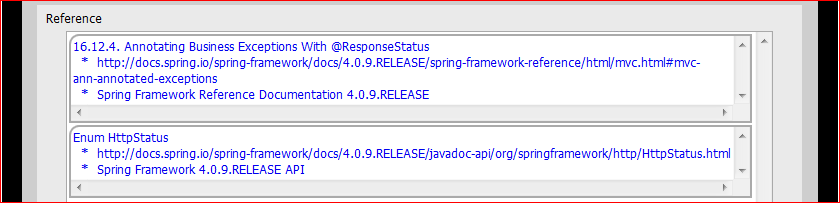 Reference
16.12.4. Annotating Business Exceptions With @ResponseStatus
* http://docs.spring.io/spring-framework/docs/4.0.9.RELEASE/spring-framework-reference/html/mvc.html#mvc-
ann-annotated-exceptions
* Spring Framework Reference Documentation 4.0.9.RELEASE
Enum HttpStatus
* http://docs.spring.io/spring-framework/docs/4.0.9.RELEASE/javadoc-api/org/springframework/http/HttpStatus.html
* Spring Framework 4.0.9.RELEASE API